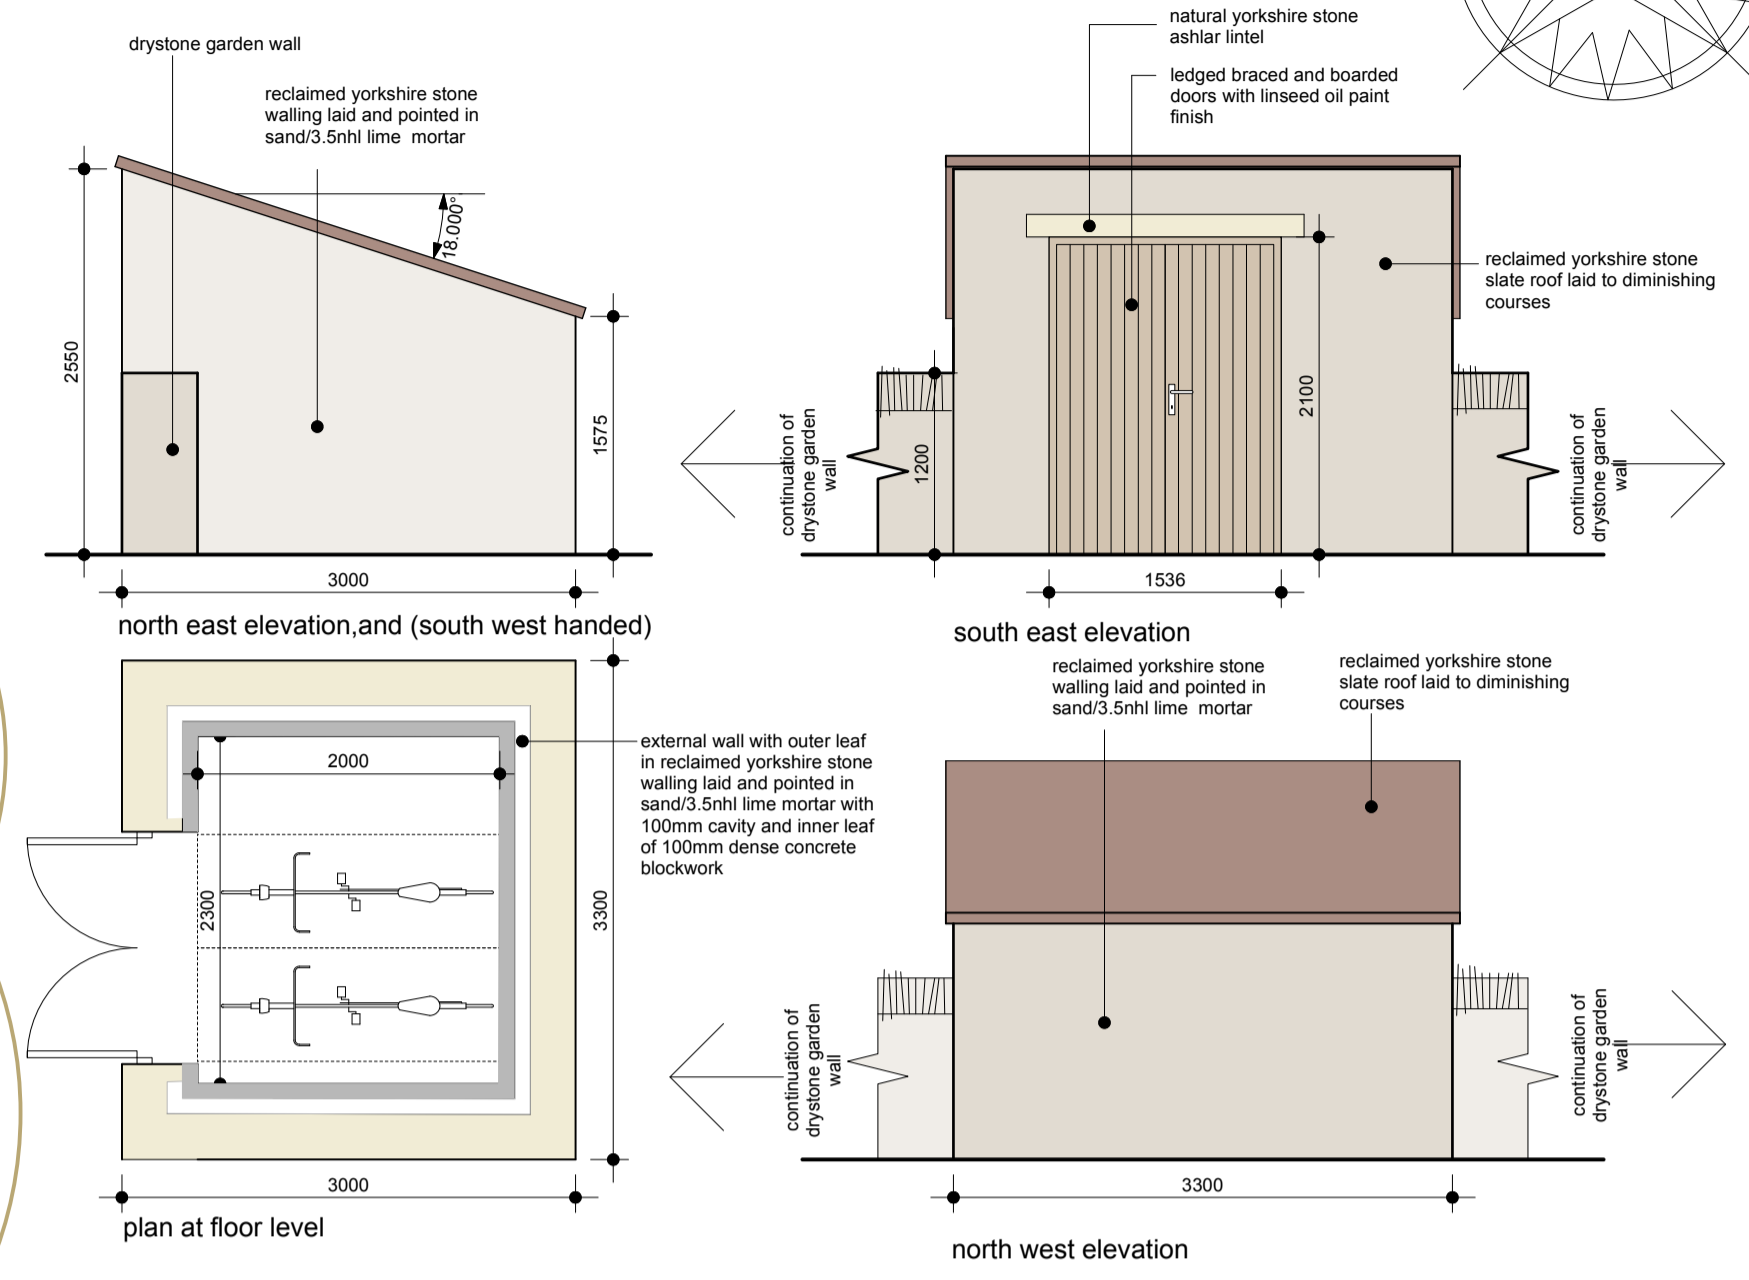 drystone garden wall
reclaimed yorkshire stone
walling laid and pointed in
sand/3.5nhl lime  mortar
18.000°
2550
1575
3000
north east elevation,and (south west handed)
natural yorkshire stone
ashlar lintel
ledged braced and boarded
doors with linseed oil paint
finish
reclaimed yorkshire stone
slate roof laid to diminishing
courses
continuation of
drystone garden
wall
1200
2100
continuation of
drystone garden
wall
1536
south east elevation
2000
2300
3300
external wall with outer leaf
in reclaimed yorkshire stone
walling laid and pointed in
sand/3.5nhl lime mortar with
100mm cavity and inner leaf
of 100mm dense concrete
blockwork
3000
plan at floor level
reclaimed yorkshire stone
walling laid and pointed in
sand/3.5nhl lime  mortar
reclaimed yorkshire stone
slate roof laid to diminishing
courses
continuation of
drystone garden
wall
continuation of
drystone garden
wall
3300
north west elevation